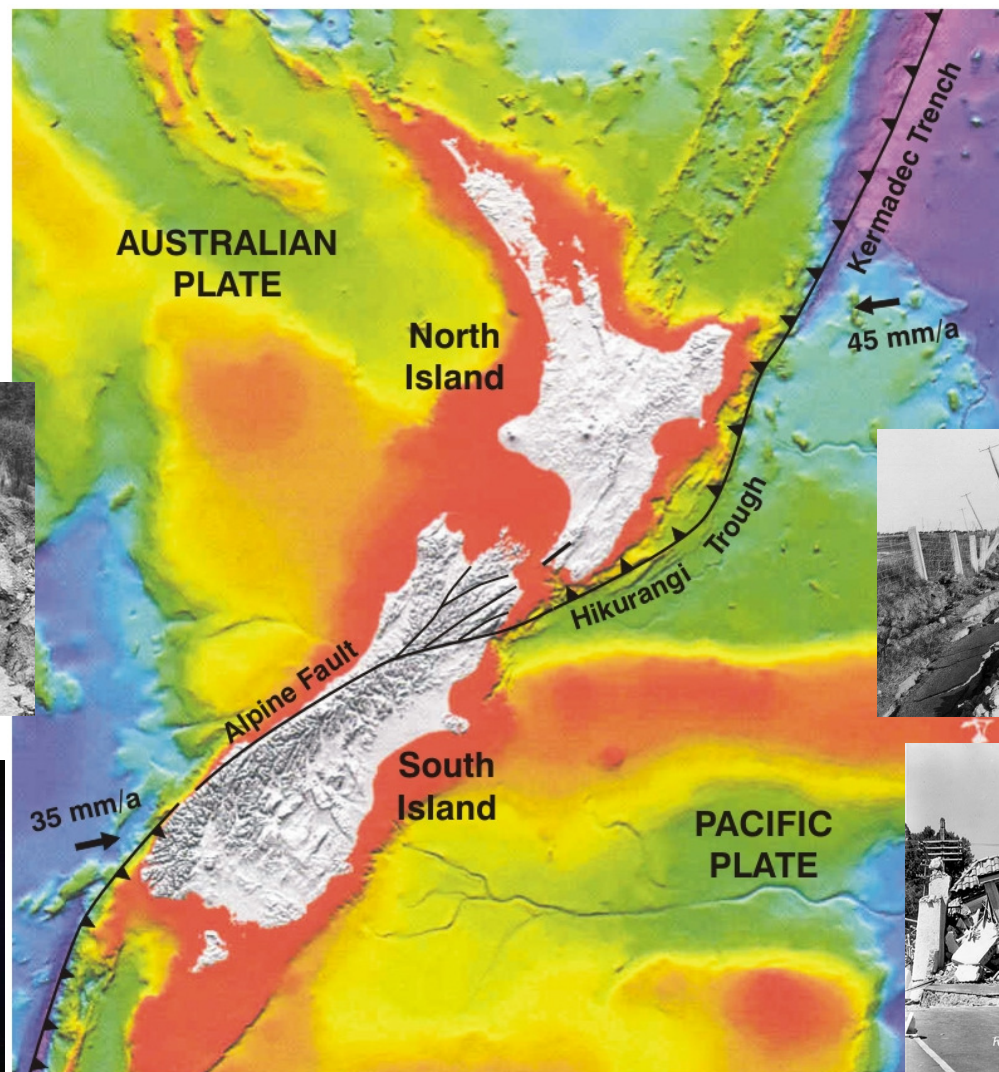 Kermadec Trench
AUSTRALIAN
PLATE
45 mm/a
North
Island
Hikurangi Trough
Alpine Fault
South
Island
35 mm/a
PACIFIC
PLATE